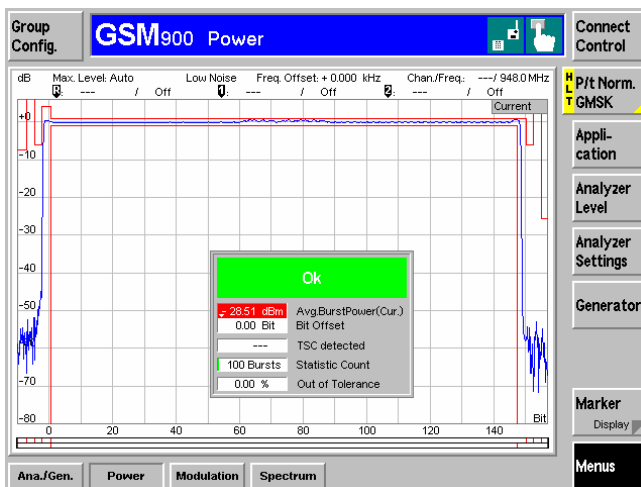 Group Config.
GSM900 Power
Connect Control
dB Max. Level: Auto Low Noise Freq. Offset: + 0.000 kHz Chan./Freq.: ---/ 948.0 MHz
--- / Off 1: --- / Off 2: --- / Off
Current
H L T
P/t Norm. GMSK
Appli- cation
Analyzer Level
Analyzer Settings
Generator
Marker Display
Menus
+0
-10
-20
-30
-40
-50
-70
-80
Ok
- 28.51 dBm Avg.BurstPower(Cur.)
0.00 Bit Bit Offset
--- TSC detected
100 Bursts Statistic Count
0.00 % Out of Tolerance
Bit
0 20 40 60 80 100 120 140
Ana./Gen. Power Modulation Spectrum